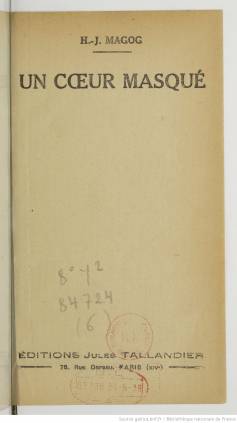 H.-J. MAGOG
UN CŒUR MASQUÉ
8° Y²
84724
(6)
ÉDITIONS JULES TALLANDIER
75, Rue Dareau, PARIS (XIVᵉ)
Source gallica.bnf.fr / Bibliothèque nationale de France